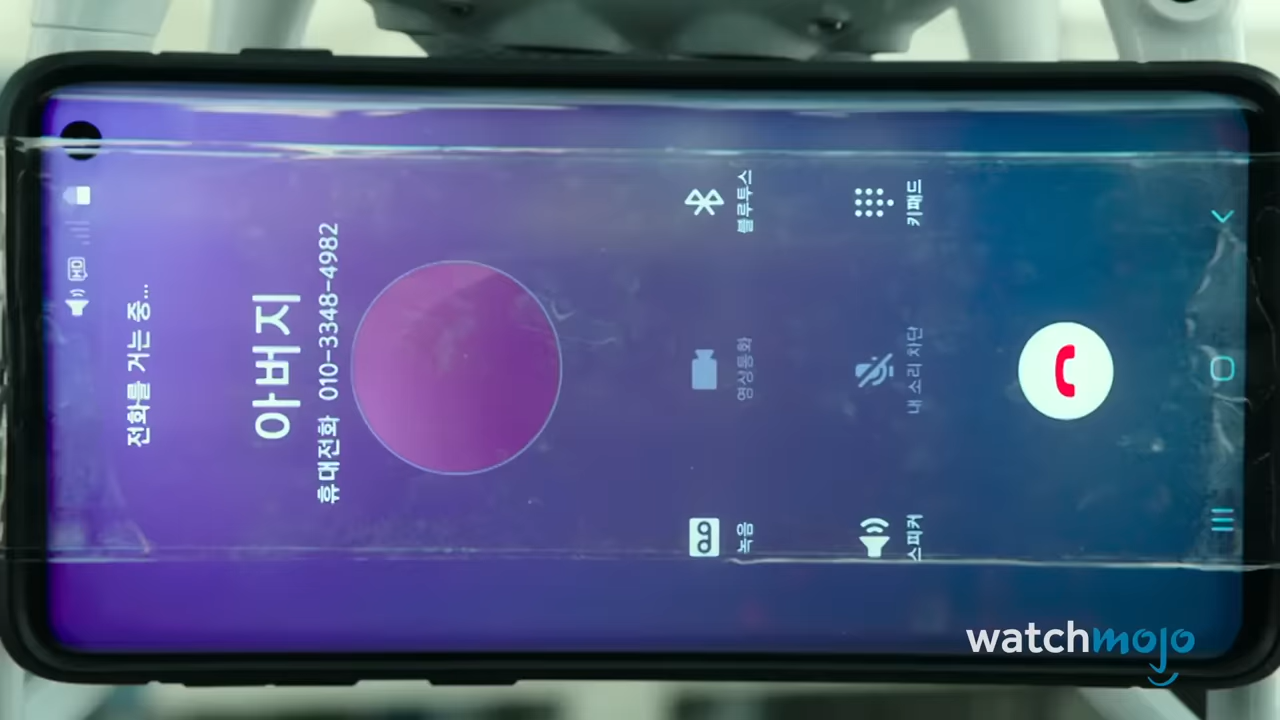 HD
전화를 거는 중...
아버지
휴대전화 010-3348-4982
녹음
영상통화
블루투스
스피커
내 소리 차단
키패드
watchmojo